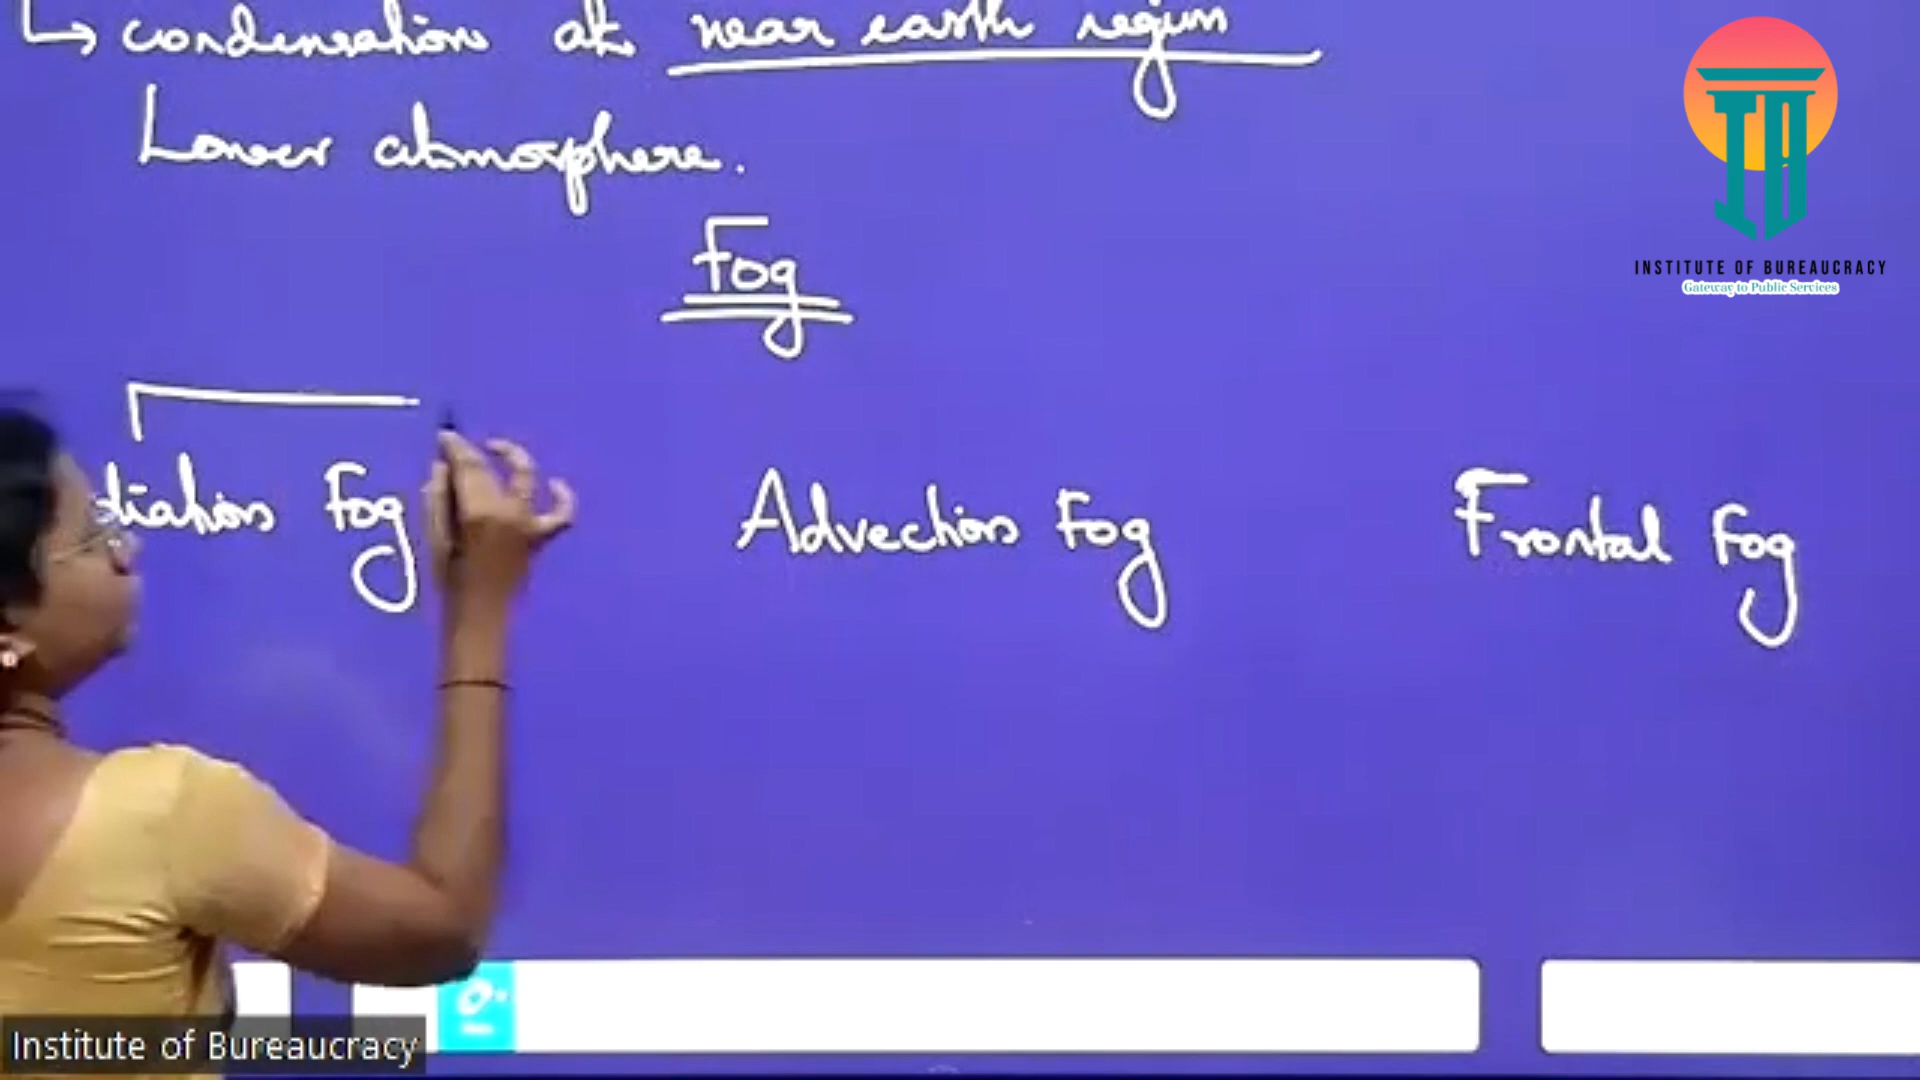 ↳ condensation at near earth region
Lower atmosphere.
Fog
diation Fog
Advection Fog
Frontal Fog
INSTITUTE OF BUREAUCRACY
Gateway to Public Services
Institute of Bureaucracy